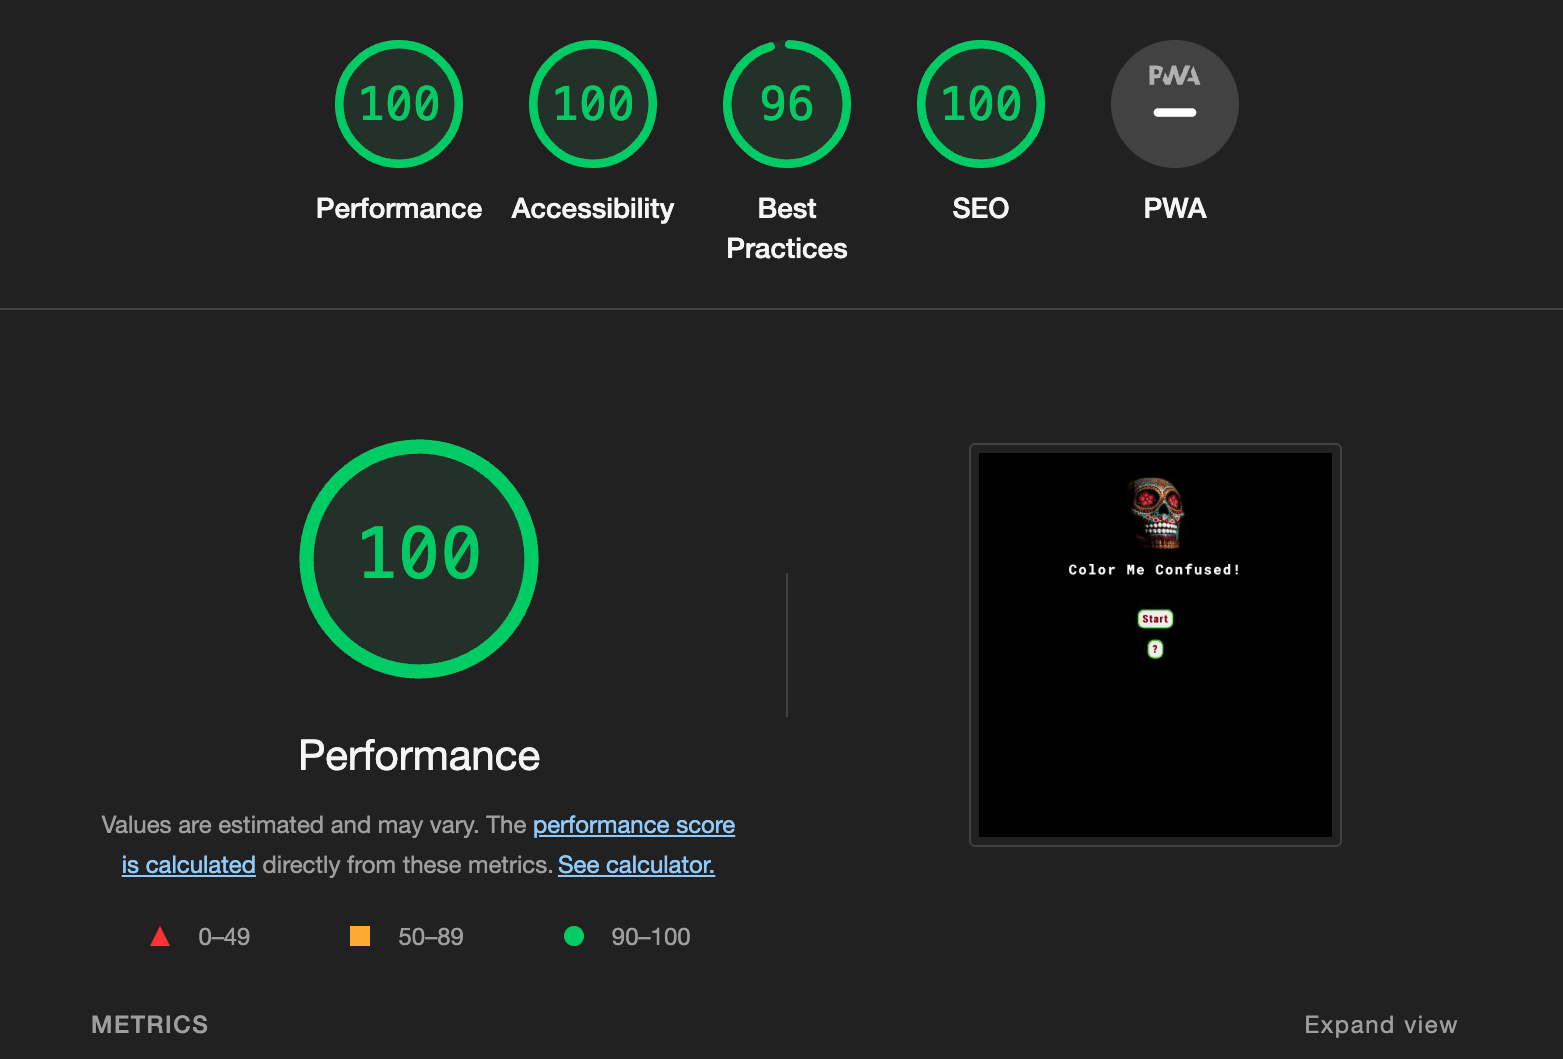 100
100
96
100
PWA
Performance
Accessibility
Best
Practices
SEO
PWA
100
Performance
Values are estimated and may vary. The performance score
is calculated directly from these metrics. See calculator.
0–49
50–89
90–100
Color Me Confused!
Start
?
METRICS
Expand view